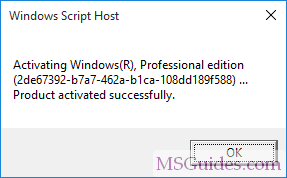 Windows Script Host
Activating Windows(R), Professional edition
(2de67392-b7a7-462a-b1ca-108dd189f588) ...
Product activated successfully.
OK
MSGuides.com